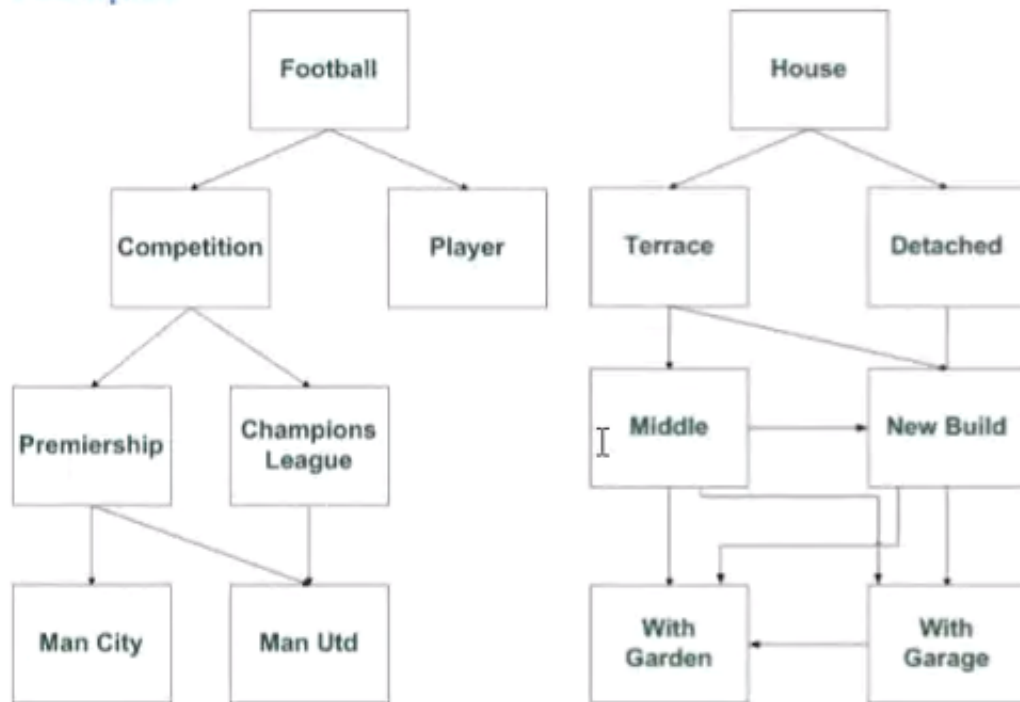 Football
House
Competition
Player
Terrace
Detached
Premiership
Champions
League
Middle
New Build
Man City
Man Utd
With
Garden
With
Garage